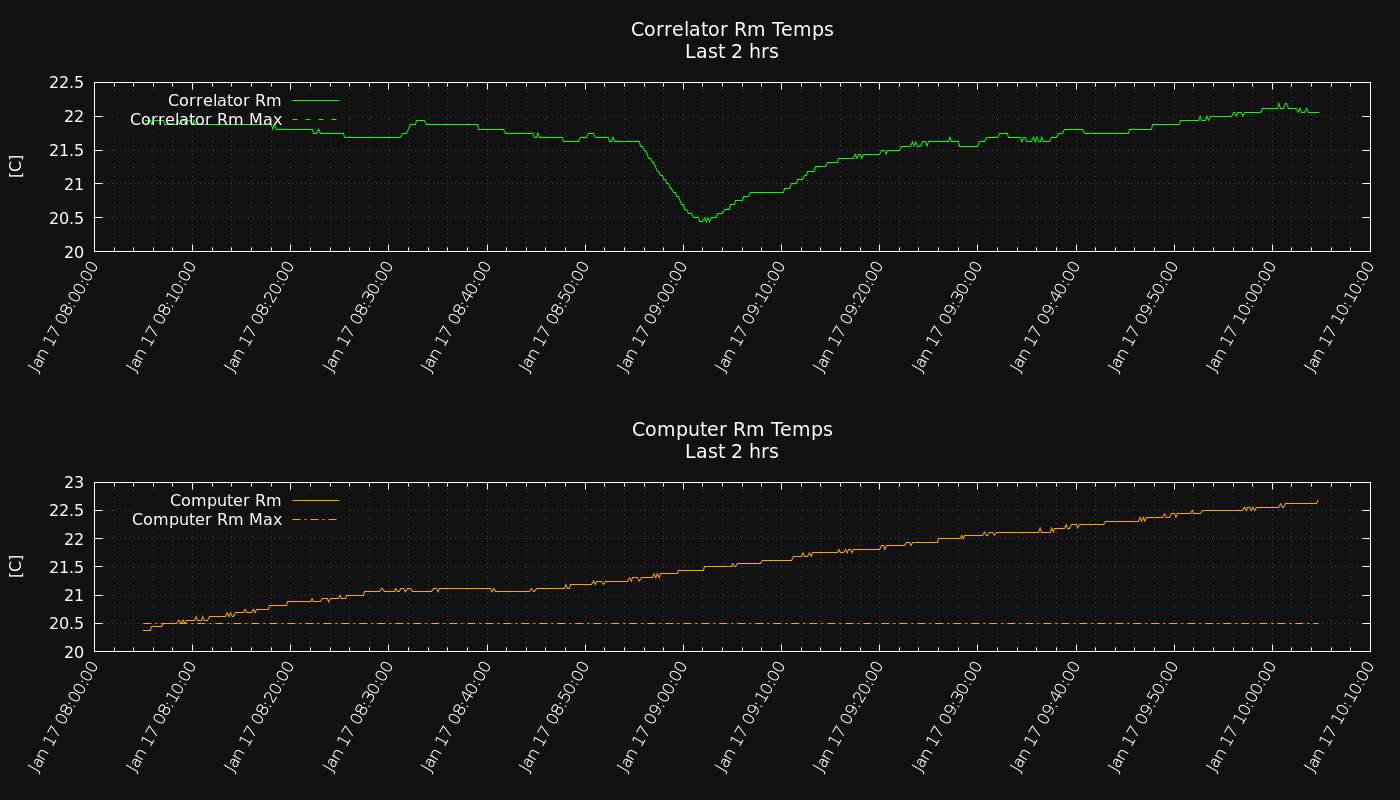 Correlator Rm Temps
Last 2 hrs
22.5
22
21.5
21
20.5
20
[C]
Correlator Rm
Correlator Rm Max
Jan 17 08:00:00
Jan 17 08:10:00
Jan 17 08:20:00
Jan 17 08:30:00
Jan 17 08:40:00
Jan 17 08:50:00
Jan 17 09:00:00
Jan 17 09:10:00
Jan 17 09:20:00
Jan 17 09:30:00
Jan 17 09:40:00
Jan 17 09:50:00
Jan 17 10:00:00
Jan 17 10:10:00
Computer Rm Temps
Last 2 hrs
23
22.5
22
21.5
21
20.5
20
[C]
Computer Rm
Computer Rm Max
Jan 17 08:00:00
Jan 17 08:10:00
Jan 17 08:20:00
Jan 17 08:30:00
Jan 17 08:40:00
Jan 17 08:50:00
Jan 17 09:00:00
Jan 17 09:10:00
Jan 17 09:20:00
Jan 17 09:30:00
Jan 17 09:40:00
Jan 17 09:50:00
Jan 17 10:00:00
Jan 17 10:10:00